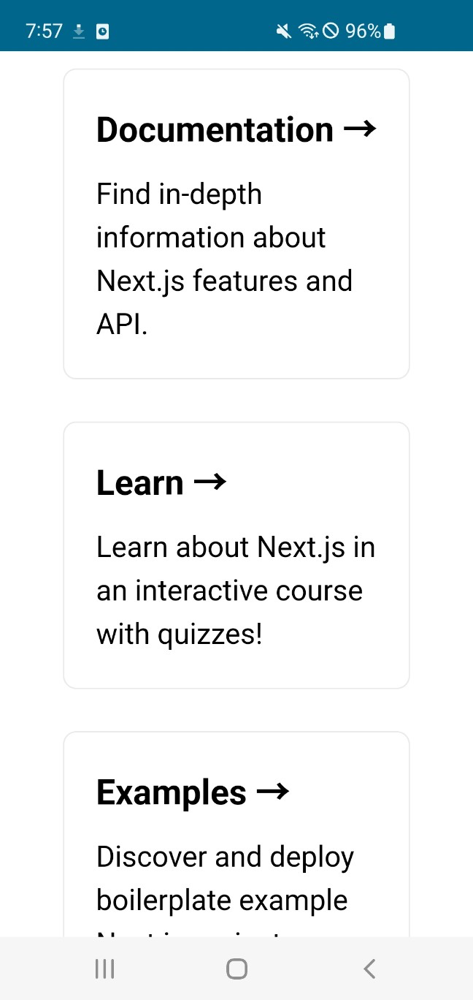 7:57 96%
Documentation →
Find in-depth
information about
Next.js features and
API.
Learn →
Learn about Next.js in
an interactive course
with quizzes!
Examples →
Discover and deploy
boilerplate example